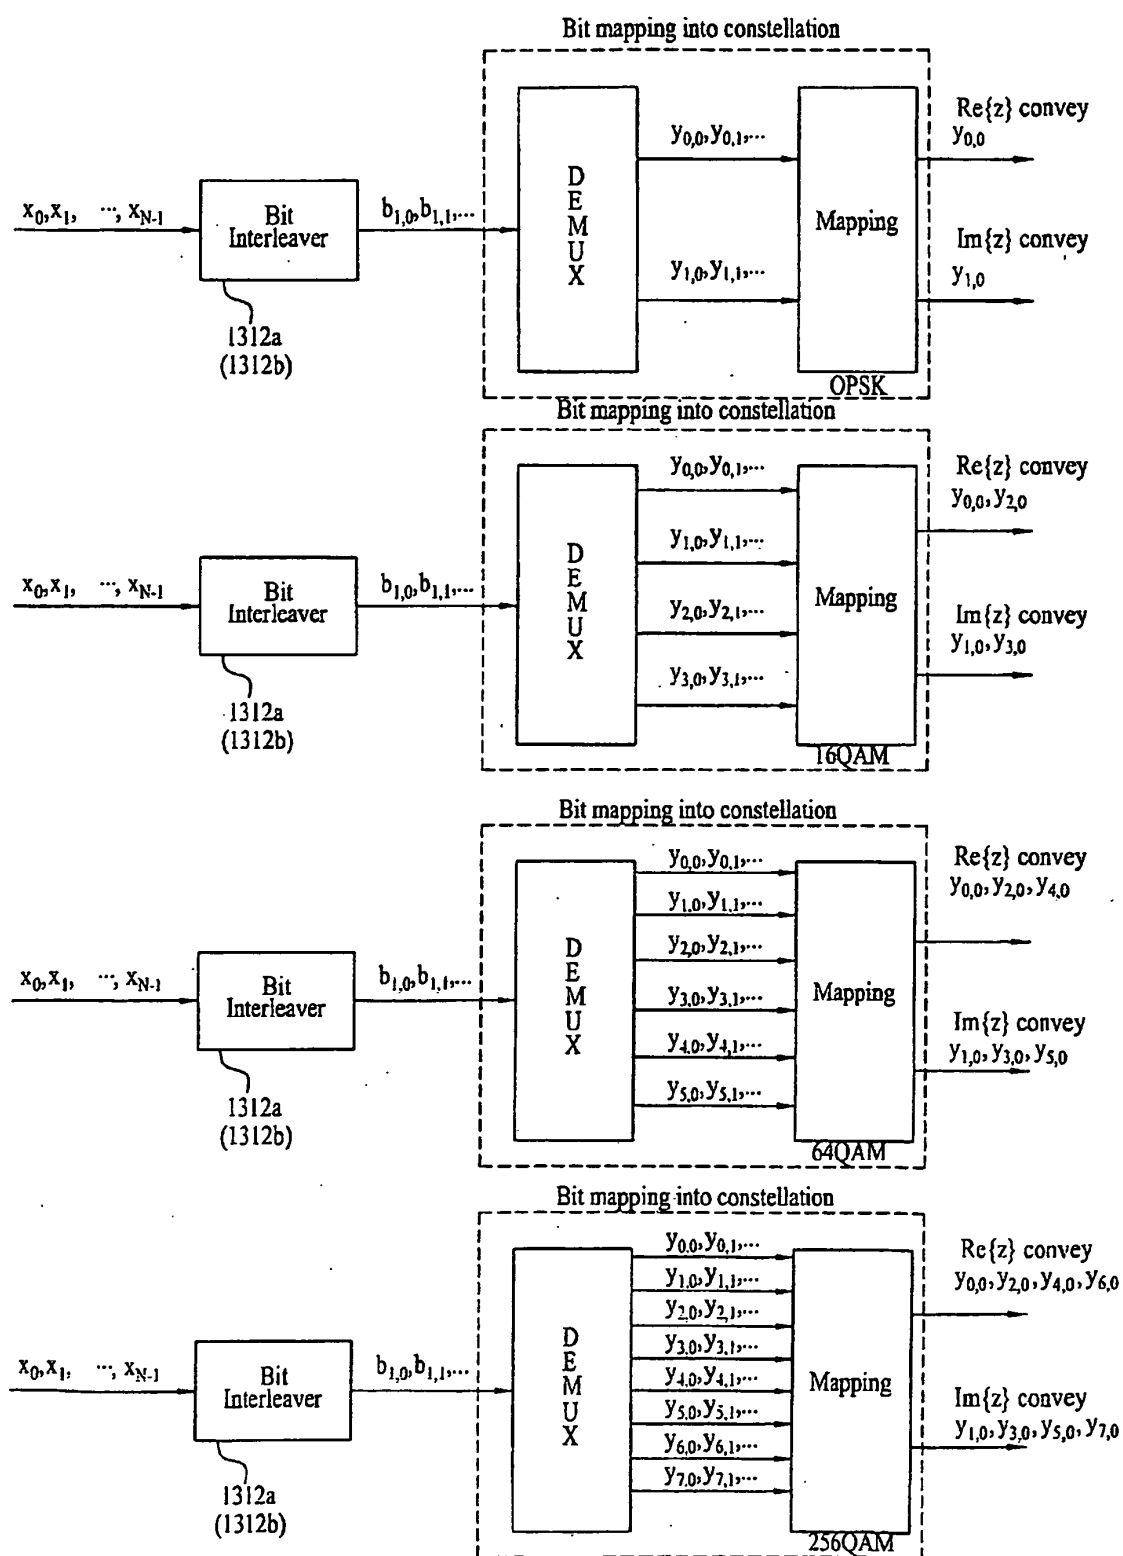 Bit mapping into constellation
x0,x1, ..., xN-1
Bit
Interleaver
1312a
(1312b)
b1,0,b1,1,...
D
E
M
U
X
y0,0,y0,1,...
y1,0,y1,1,...
Mapping
OPSK
Re{z} convey
y0,0
Im{z} convey
y1,0
Bit mapping into constellation
x0,x1, ..., xN-1
Bit
Interleaver
1312a
(1312b)
b1,0,b1,1,...
D
E
M
U
X
y0,0,y0,1,...
y1,0,y1,1,...
y2,0,y2,1,...
y3,0,y3,1,...
Mapping
16QAM
Re{z} convey
y0,0,y2,0
Im{z} convey
y1,0,y3,0
Bit mapping into constellation
x0,x1, ..., xN-1
Bit
Interleaver
1312a
(1312b)
b1,0,b1,1,...
D
E
M
U
X
y0,0,y0,1,...
y1,0,y1,1,...
y2,0,y2,1,...
y3,0,y3,1,...
y4,0,y4,1,...
y5,0,y5,1,...
Mapping
64QAM
Re{z} convey
y0,0,y2,0,y4,0
Im{z} convey
y1,0,y3,0,y5,0
Bit mapping into constellation
x0,x1, ..., xN-1
Bit
Interleaver
1312a
(1312b)
b1,0,b1,1,...
D
E
M
U
X
y0,0,y0,1,...
y1,0,y1,1,...
y2,0,y2,1,...
y3,0,y3,1,...
y4,0,y4,1,...
y5,0,y5,1,...
y6,0,y6,1,...
y7,0,y7,1,...
Mapping
256QAM
Re{z} convey
y0,0,y2,0,y4,0,y6,0
Im{z} convey
y1,0,y3,0,y5,0,y7,0